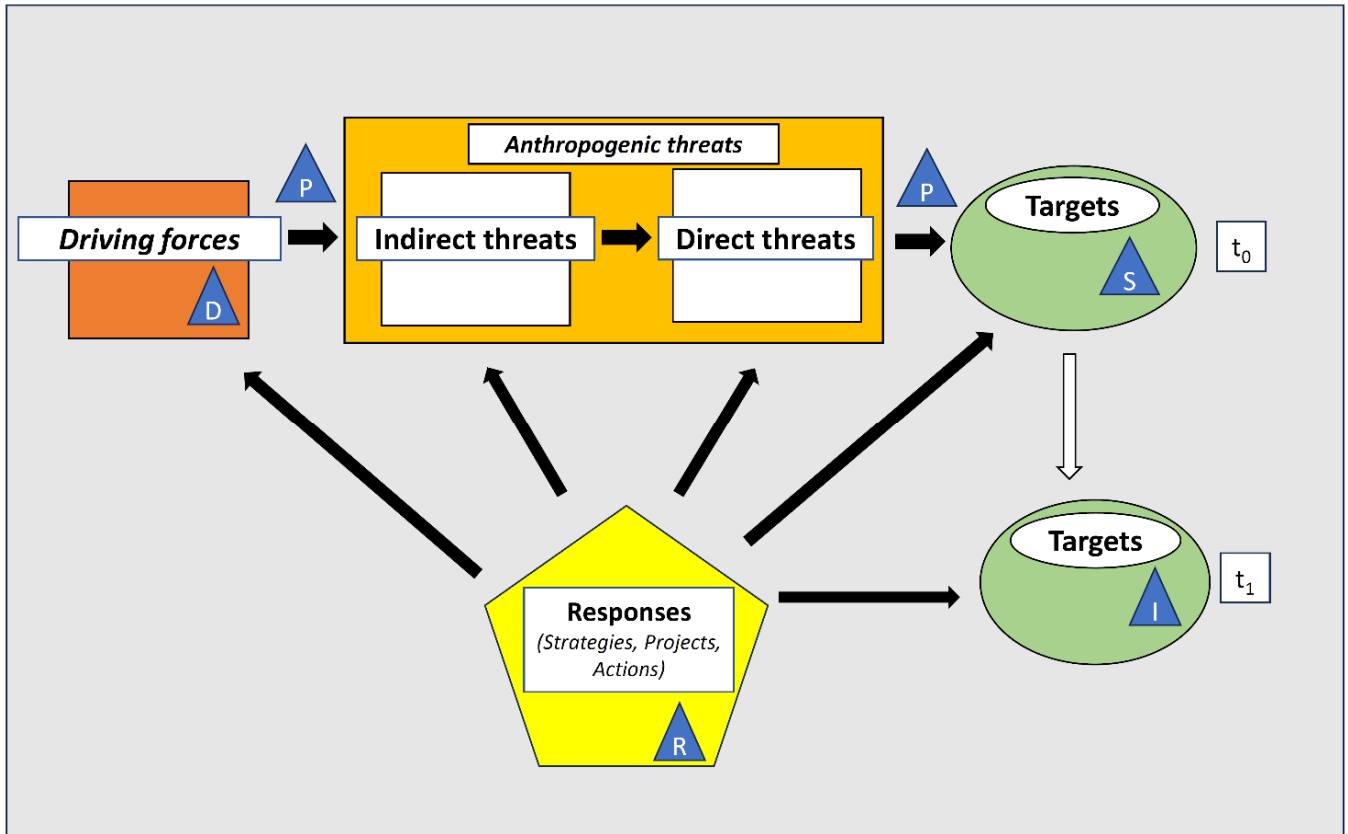 Anthropogenic threats
P
P
Driving forces
Indirect threats
Direct threats
Targets
t₀
S
D
Targets
t₁
I
Responses
(Strategies, Projects,
Actions)
R